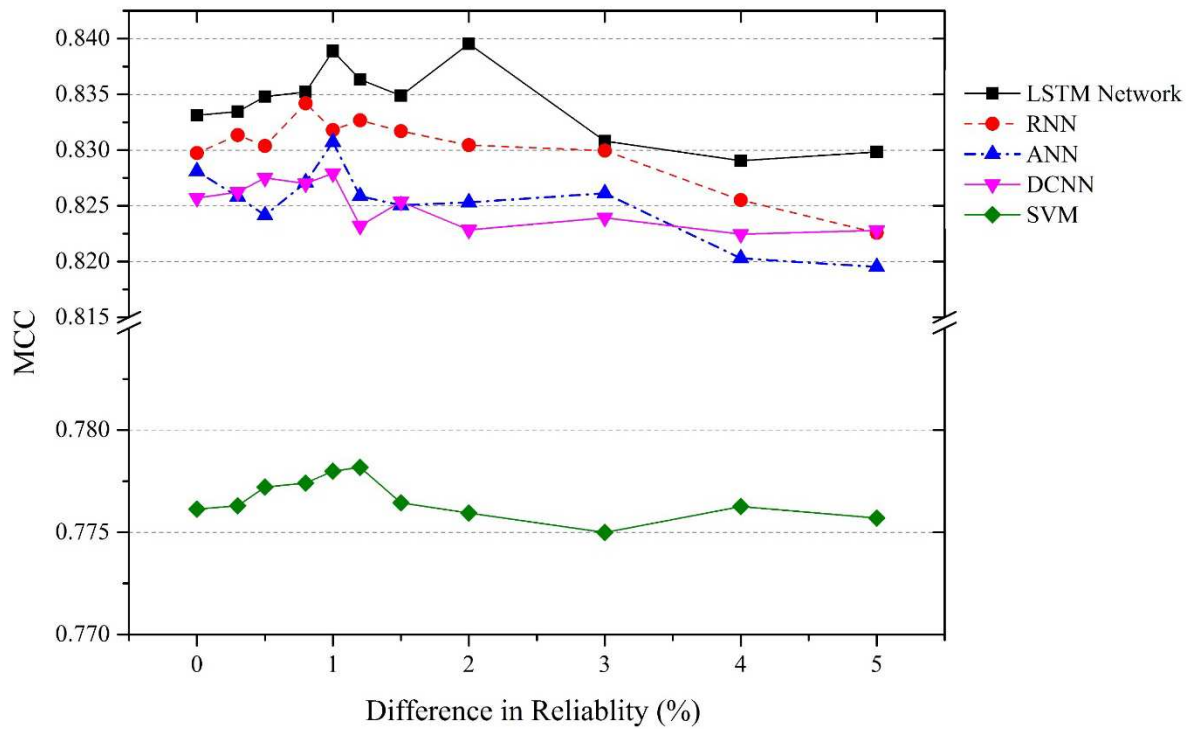 0.840
0.835
0.830
0.825
0.820
0.815
0.780
0.775
0.770
MCC
0 1 2 3 4 5
Difference in Reliablity (%)
LSTM Network
RNN
ANN
DCNN
SVM